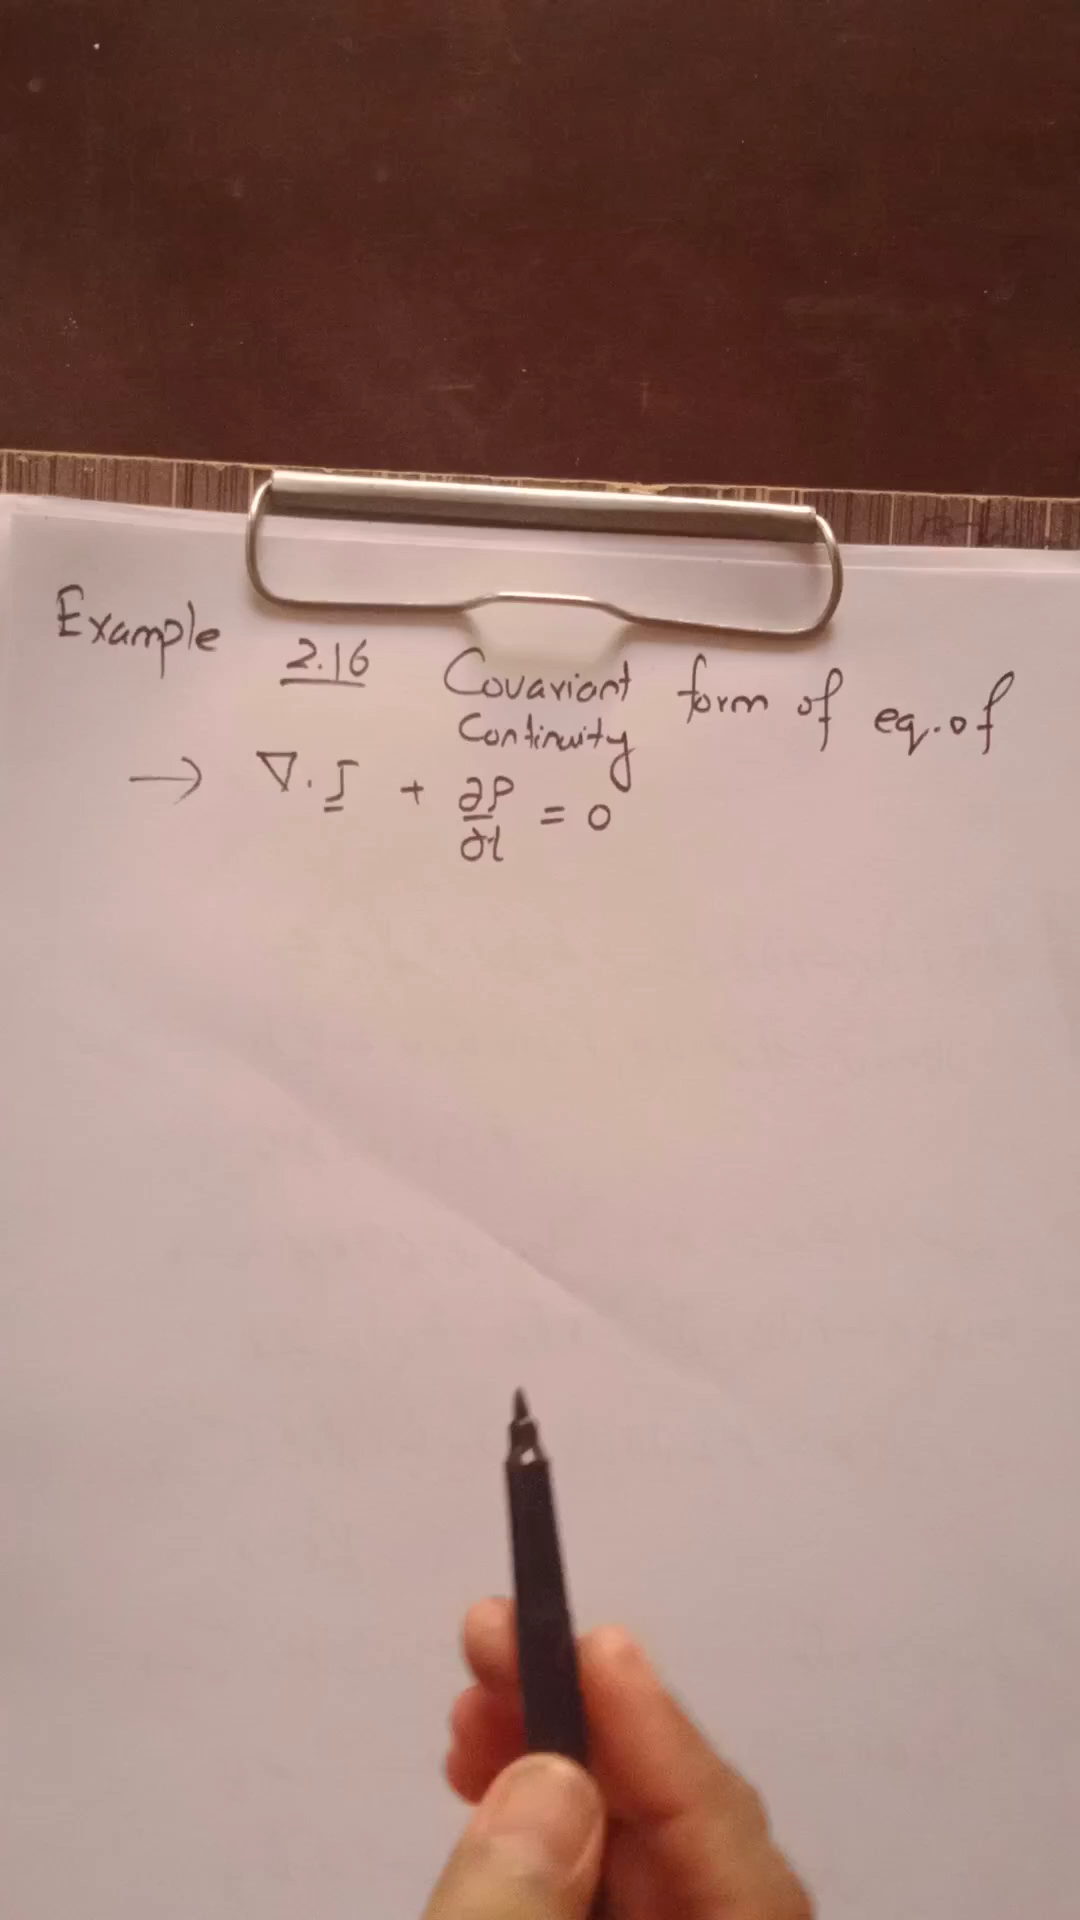 Example 2.16 Covariant form of eq. of
Continuity
→ ∇. J + ∂ρ/∂t = 0